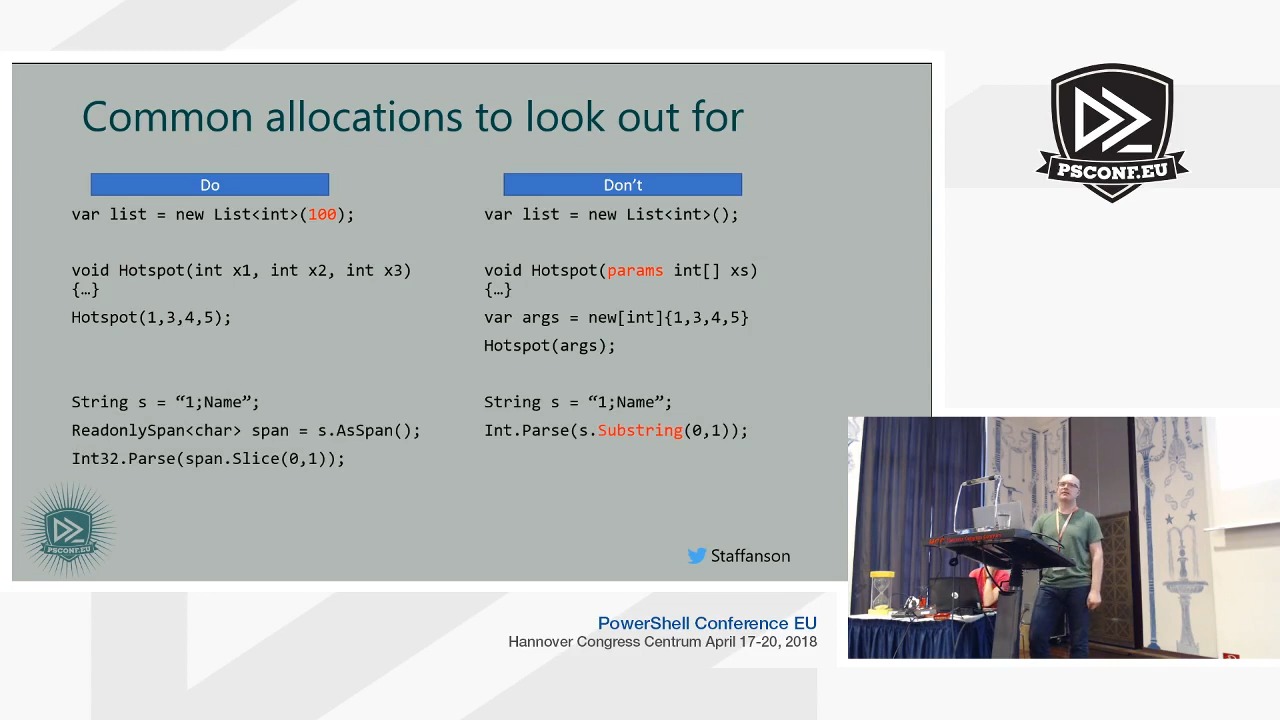 Common allocations to look out for
Do
var list = new List<int>(100);
void Hotspot(int x1, int x2, int x3)
{…}
Hotspot(1,3,4,5);
String s = “1;Name”;
ReadonlySpan<char> span = s.AsSpan();
Int32.Parse(span.Slice(0,1));
Don’t
var list = new List<int>();
void Hotspot(params int[] xs)
{…}
var args = new[int]{1,3,4,5}
Hotspot(args);
String s = “1;Name”;
Int.Parse(s.Substring(0,1));
PSCONF.EU
Staffanson
PSCONF.EU
PowerShell Conference EU
Hannover Congress Centrum April 17-20, 2018